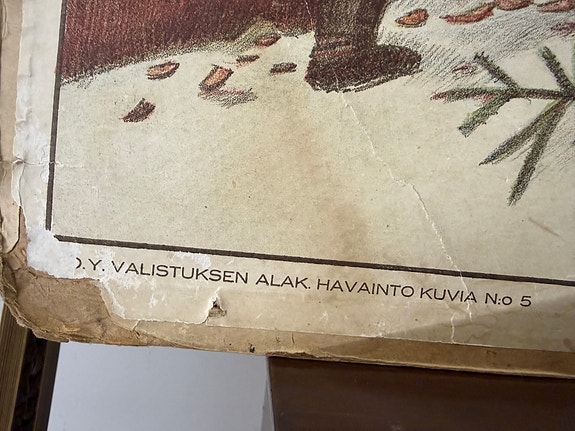 O.Y. VALISTUKSEN ALAK. HAVAINTO KUVIA N:o 5